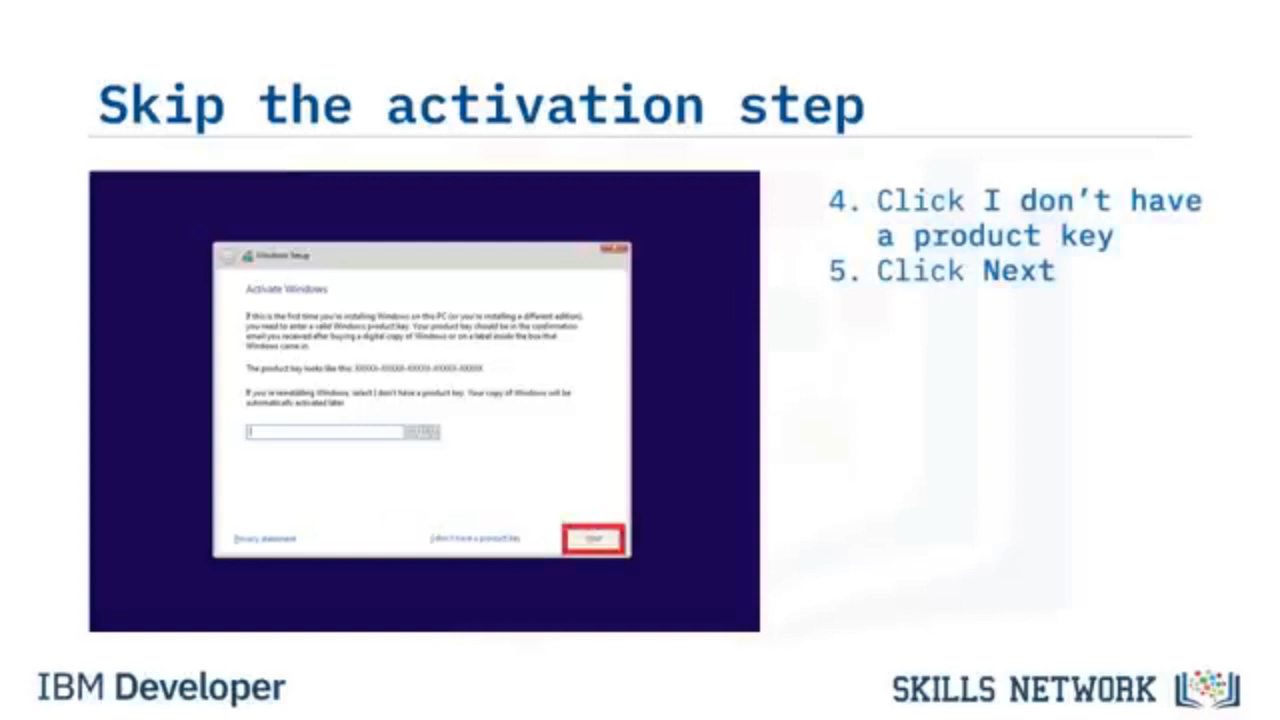 Skip the activation step
4. Click I don't have
a product key
5. Click Next
Windows Setup
Activate Windows
If this is the first time you're installing Windows on this PC (or you're installing a different edition),
you need to enter a valid Windows product key. Your product key should be in the confirmation
email you received after buying a digital copy of Windows or on a label inside the box that
Windows came in.
The product key looks like this: XXXXX-XXXXX-XXXXX-XXXXX-XXXXX
If you're reinstalling Windows, select I don't have a product key. Your copy of Windows will be
automatically activated later.
Privacy statement
I don't have a product key
Next
IBM Developer
SKILLS NETWORK